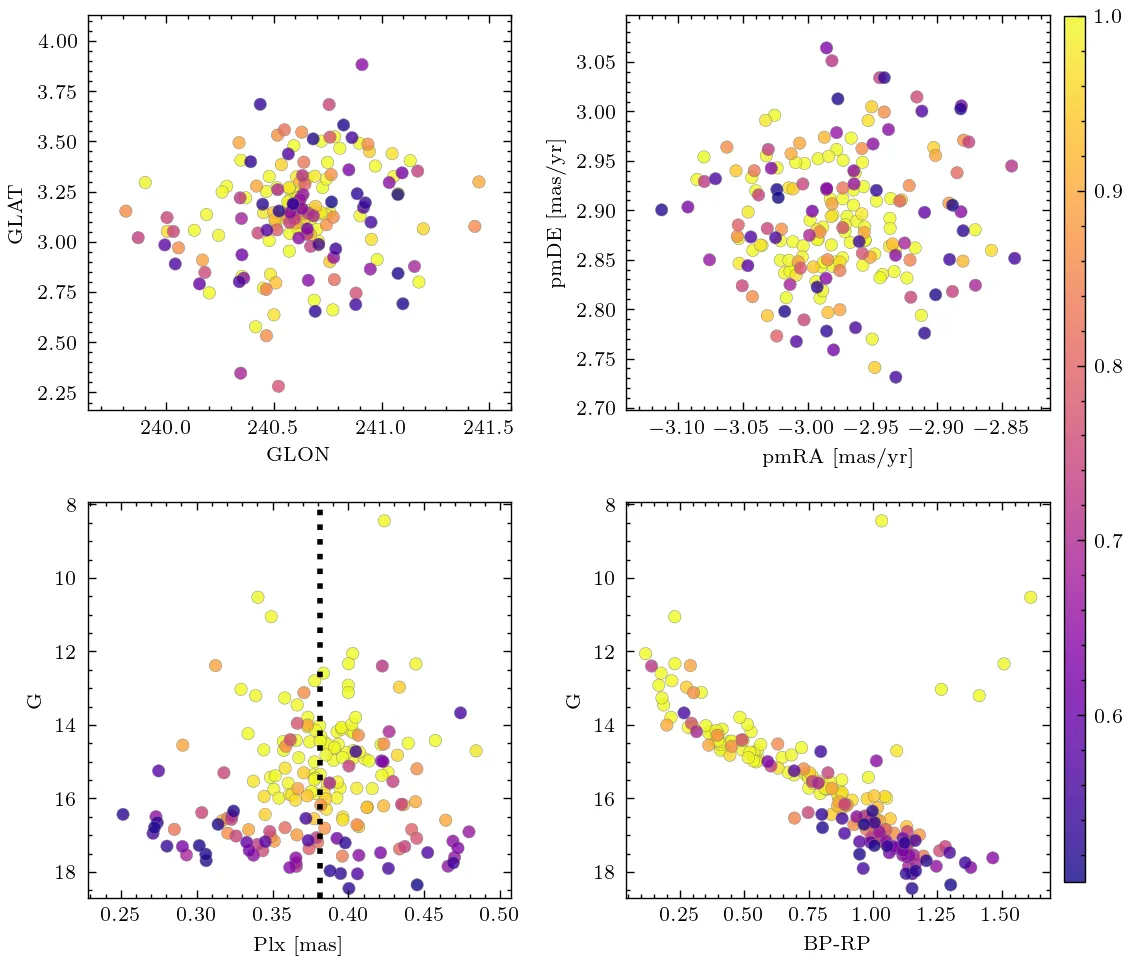 4.00
3.75
3.50
3.25
3.00
2.75
2.50
2.25
GLAT
240.0 240.5 241.0 241.5
GLON
3.05
3.00
2.95
2.90
2.85
2.80
2.75
2.70
pmDE [mas/yr]
−3.10 −3.05 −3.00 −2.95 −2.90 −2.85
pmRA [mas/yr]
1.0
0.9
0.8
0.7
0.6
8
10
12
14
16
18
G
0.25 0.30 0.35 0.40 0.45 0.50
Plx [mas]
8
10
12
14
16
18
G
0.25 0.50 0.75 1.00 1.25 1.50
BP-RP